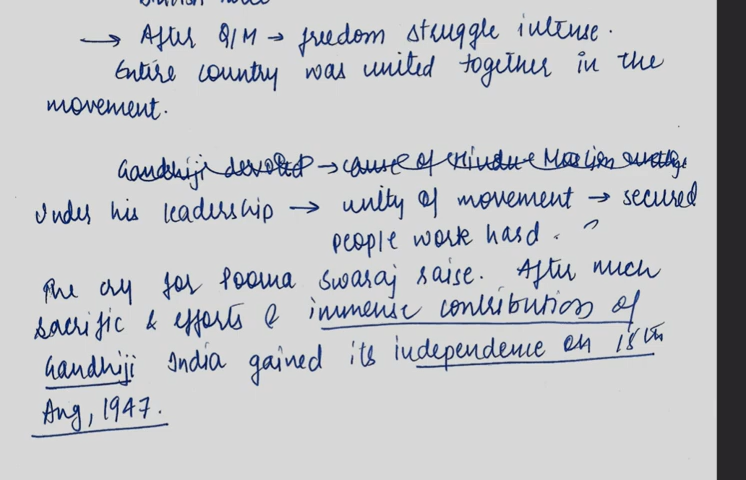 → After Q/M → freedom struggle intense.
Entire country was united together in the
movement.
Gandhiji devoted → cause of Hindu Muslim
Under his leadership → unity of movement → secured
people work hard.
The cry for Poorna Swaraj raise. After much
sacrific & efforts & immense contribution of
Gandhiji India gained its independence on 15th
Aug, 1947.